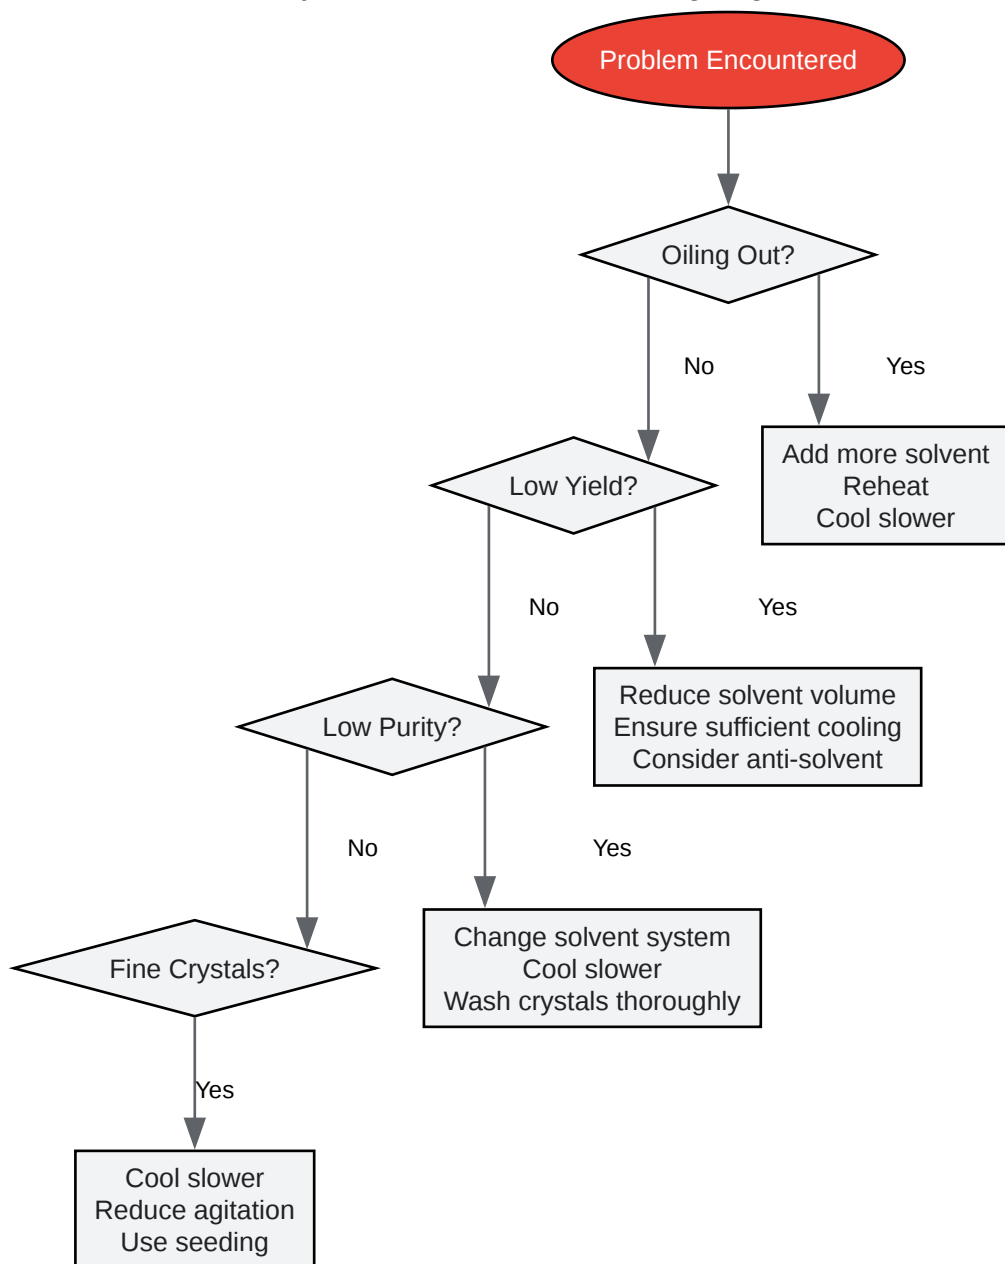 Problem Encountered
Oiling Out?
No
Yes
Add more solvent
Reheat
Cool slower
Low Yield?
No
Yes
Reduce solvent volume
Ensure sufficient cooling
Consider anti-solvent
Low Purity?
No
Yes
Change solvent system
Cool slower
Wash crystals thoroughly
Fine Crystals?
Yes
Cool slower
Reduce agitation
Use seeding